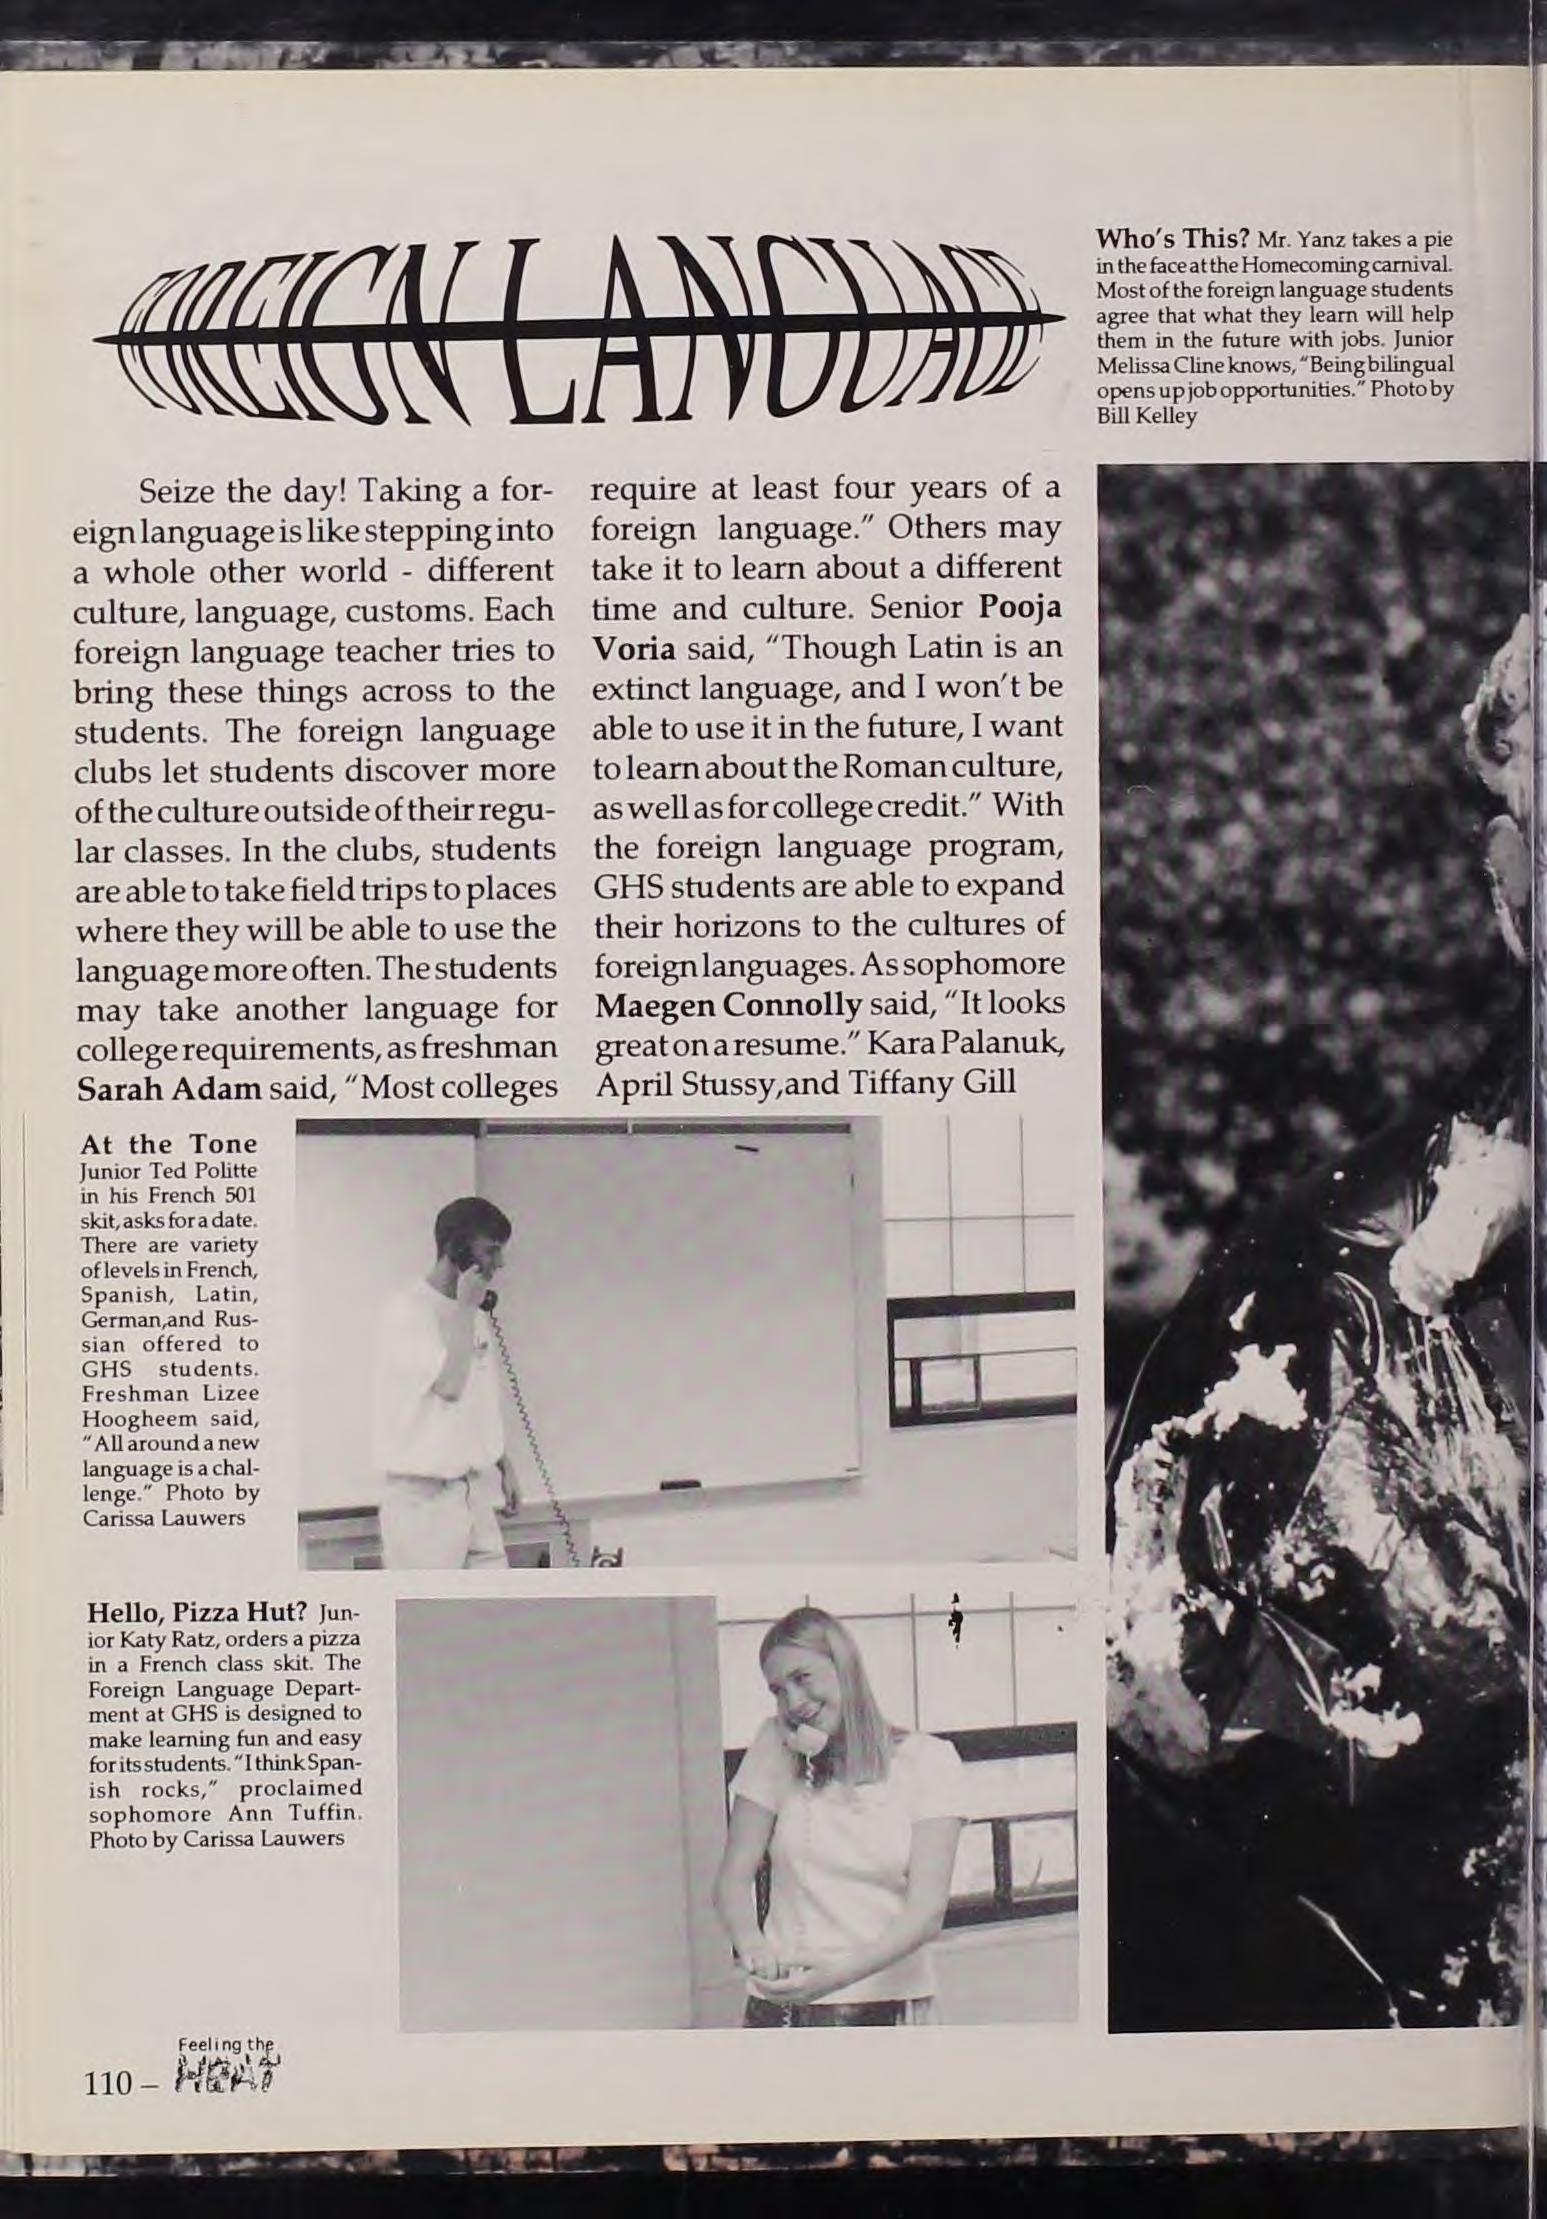 FOREIGN LANGUAGE
Who's This? Mr. Yanz takes a pie
in the face at the Homecoming carnival.
Most of the foreign language students
agree that what they learn will help
them in the future with jobs. Junior
Melissa Cline knows, "Being bilingual
opens up job opportunities." Photo by
Bill Kelley
Seize the day! Taking a for-
eign language is like stepping into
a whole other world - different
culture, language, customs. Each
foreign language teacher tries to
bring these things across to the
students. The foreign language
clubs let students discover more
of the culture outside of their regu-
lar classes. In the clubs, students
are able to take field trips to places
where they will be able to use the
language more often. The students
may take another language for
college requirements, as freshman
Sarah Adam said, "Most colleges
require at least four years of a
foreign language." Others may
take it to learn about a different
time and culture. Senior Pooja
Voria said, "Though Latin is an
extinct language, and I won't be
able to use it in the future, I want
to learn about the Roman culture,
as well as for college credit." With
the foreign language program,
GHS students are able to expand
their horizons to the cultures of
foreign languages. As sophomore
Maegen Connolly said, "It looks
great on a resume." Kara Palanuk,
April Stussy,and Tiffany Gill
At the Tone
Junior Ted Politte
in his French 501
skit, asks for a date.
There are variety
of levels in French,
Spanish, Latin,
German,and Rus-
sian offered to
GHS students.
Freshman Lizee
Hoogheem said,
"All around a new
language is a chal-
lenge." Photo by
Carissa Lauwers
Hello, Pizza Hut? Jun-
ior Katy Ratz, orders a pizza
in a French class skit. The
Foreign Language Depart-
ment at GHS is designed to
make learning fun and easy
for its students. "I think Span-
ish rocks," proclaimed
sophomore Ann Tuffin.
Photo by Carissa Lauwers
Feeling the
110 – HEAT